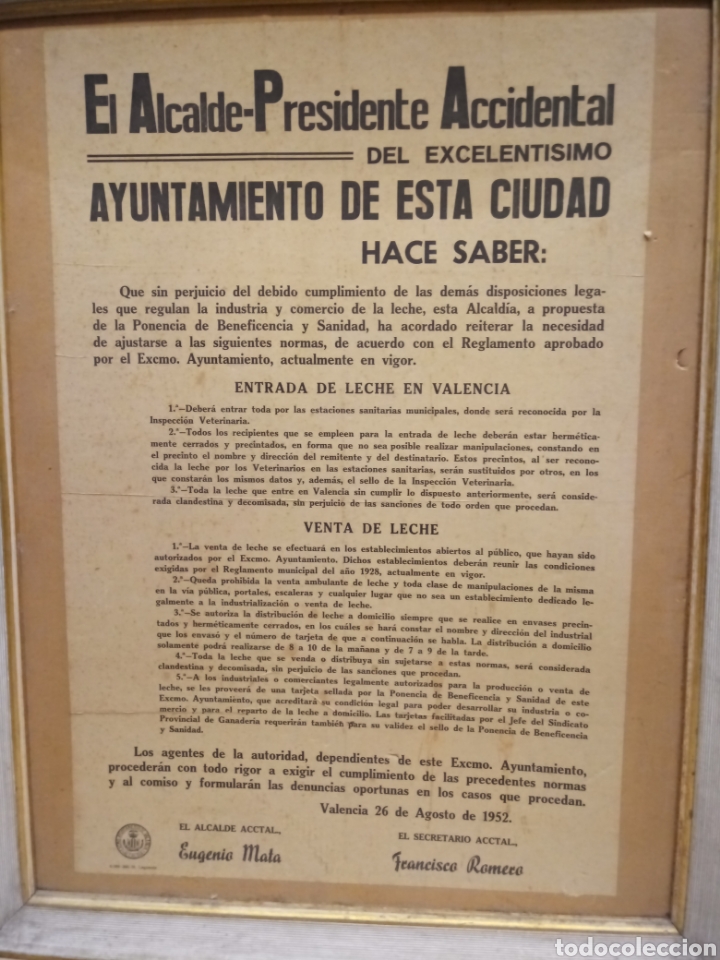 El Alcalde-Presidente Accidental
DEL EXCELENTISIMO
AYUNTAMIENTO DE ESTA CIUDAD
HACE SABER:
Que sin perjuicio del debido cumplimiento de las demás disposiciones lega-
les que regulan la industria y comercio de la leche, esta Alcaldía, a propuesta
de la Ponencia de Beneficencia y Sanidad, ha acordado reiterar la necesidad
de ajustarse a las siguientes normas, de acuerdo con el Reglamento aprobado
por el Excmo. Ayuntamiento, actualmente en vigor.
ENTRADA DE LECHE EN VALENCIA
1.ª—Deberá entrar toda por las estaciones sanitarias municipales, donde será reconocida por la
Inspección Veterinaria.
2.ª—Todos los recipientes que se empleen para la entrada de leche deberán estar herméticа-
mente cerrados y precintados, en forma que no sea posible realizar manipulaciones, constando en
el precinto el nombre y dirección del remitente y del destinatario. Estos precintos, al ser recono-
cida la leche por los Veterinarios en las estaciones sanitarias, serán sustituidos por otros, en los
que constarán los mismos datos y, además, el sello de la Inspección Veterinaria.
3.ª—Toda la leche que entre en Valencia sin cumplir lo dispuesto anteriormente, será conside-
rada clandestina y decomisada, sin perjuicio de las sanciones de todo orden que procedan.
VENTA DE LECHE
1.ª—La venta de leche se efectuará en los establecimientos abiertos al público, que hayan sido
autorizados por el Excmo. Ayuntamiento. Dichos establecimientos deberán reunir las condiciones
exigidas por el Reglamento municipal del año 1928, actualmente en vigor.
2.ª—Queda prohibida la venta ambulante de leche y toda clase de manipulaciones de la misma
en la vía pública, portales, escaleras y cualquier lugar que no sea un establecimiento dedicado le-
galmente a la industrialización o venta de leche.
3.ª—Se autoriza la distribución de leche a domicilio siempre que se realice en envases precin-
tados y herméticamente cerrados, en los cuáles se hará constar el nombre y dirección del industrial
que los envasó y el número de tarjeta de que a continuación se habla. La distribución a domicilio
solamente podrá realizarse de 8 a 10 de la mañana y de 7 a 9 de la tarde.
4.ª—Toda la leche que se venda o distribuya sin sujetarse a estas normas, será considerada
clandestina y decomisada, sin perjuicio de las sanciones que procedan.
5.ª—A los industriales o comerciantes legalmente autorizados para la producción o venta de
leche, se les proveerá de una tarjeta sellada por la Ponencia de Beneficencia y Sanidad de este
Excmo. Ayuntamiento, que acreditará su condición legal para poder desarrollar su industria o co-
mercio y para el reparto de la leche a domicilio. Las tarjetas facilitadas por el Jefe del Sindicato
Provincial de Ganadería requerirán también para su validez el sello de la Ponencia de Beneficencia
y Sanidad.
Los agentes de la autoridad, dependientes de este Excmo. Ayuntamiento,
procederán con todo rigor a exigir el cumplimiento de las precedentes normas
y al comiso y formularán las denuncias oportunas en los casos que procedan.
Valencia 26 de Agosto de 1952.
EL ALCALDE ACCTAL.,
Eugenio Mata
EL SECRETARIO ACCTAL.,
Francisco Romero
todocoleccion